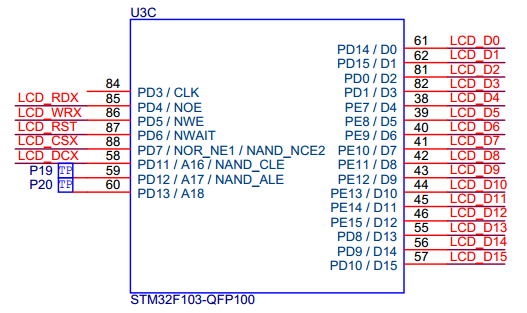 U3C
84 PD3 / CLK
LCD_RDX 85 PD4 / NOE
LCD_WRX 86 PD5 / NWE
LCD_RST 87 PD6 / NWAIT
LCD_CSX 88 PD7 / NOR_NE1 / NAND_NCE2
LCD_DCX 58 PD11 / A16 / NAND_CLE
P19 TP 59 PD12 / A17 / NAND_ALE
P20 TP 60 PD13 / A18
PD14 / D0 61 LCD_D0
PD15 / D1 62 LCD_D1
PD0 / D2 81 LCD_D2
PD1 / D3 82 LCD_D3
PE7 / D4 38 LCD_D4
PE8 / D5 39 LCD_D5
PE9 / D6 40 LCD_D6
PE10 / D7 41 LCD_D7
PE11 / D8 42 LCD_D8
PE12 / D9 43 LCD_D9
PE13 / D10 44 LCD_D10
PE14 / D11 45 LCD_D11
PE15 / D12 46 LCD_D12
PD8 / D13 55 LCD_D13
PD9 / D14 56 LCD_D14
PD10 / D15 57 LCD_D15
STM32F103-QFP100